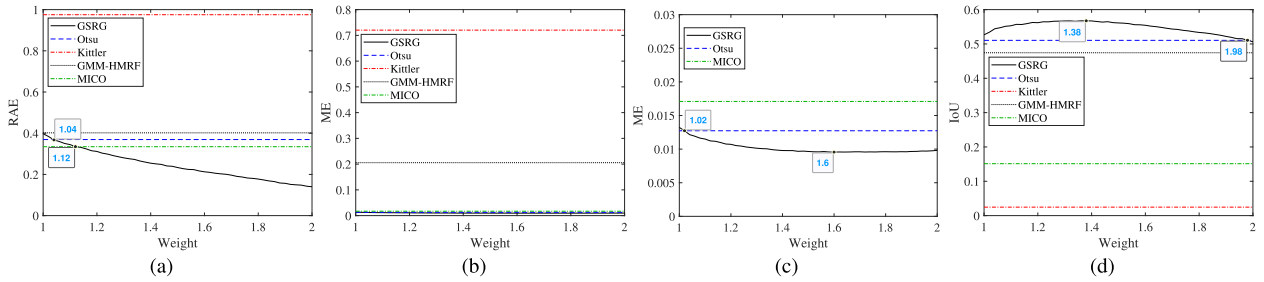 RAE
1
0.8
0.6
0.4
0.2
0
GSRG
Otsu
Kittler
GMM-HMRF
MICO
1.04
1.12
1 1.2 1.4 1.6 1.8 2
Weight
(a)
ME
0.8
0.7
0.6
0.5
0.4
0.3
0.2
0.1
0
GSRG
Otsu
Kittler
GMM-HMRF
MICO
1 1.2 1.4 1.6 1.8 2
Weight
(b)
ME
0.03
0.025
0.02
0.015
0.01
0.005
0
GSRG
Otsu
MICO
1.02
1.6
1 1.2 1.4 1.6 1.8 2
Weight
(c)
IoU
0.6
0.5
0.4
0.3
0.2
0.1
0
1.38
1.98
GSRG
Otsu
Kittler
GMM-HMRF
MICO
1 1.2 1.4 1.6 1.8 2
Weight
(d)